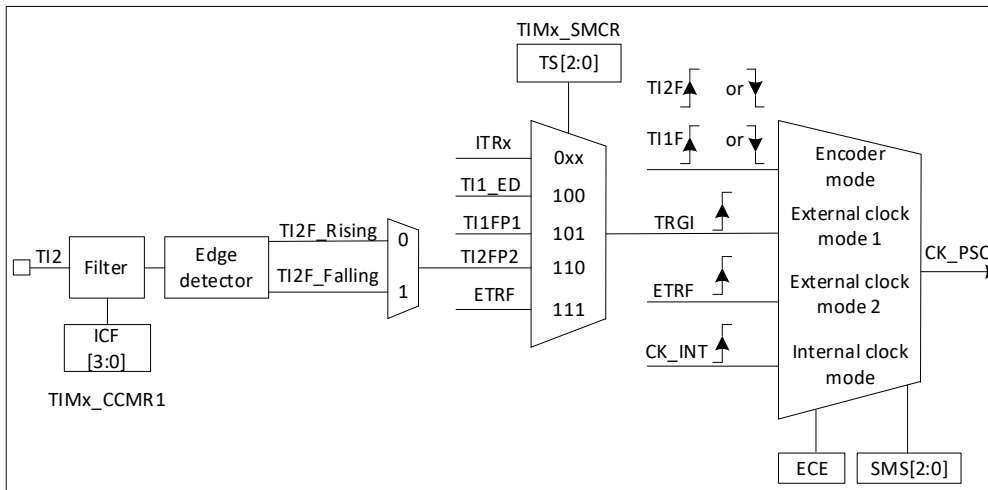 TIMx_SMCR
TS[2:0]
TI2F or
TI1F or
ITRx
0xx
Encoder
mode
TI1_ED
100
TI1FP1
101
TRGI
External clock
mode 1
TI2F_Rising
0
TI2
Filter
Edge
detector
TI2FP2
110
CK_PSC
TI2F_Falling
1
ETRF
111
ETRF
External clock
mode 2
ICF
[3:0]
CK_INT
Internal clock
mode
TIMx_CCMR1
ECE
SMS[2:0]